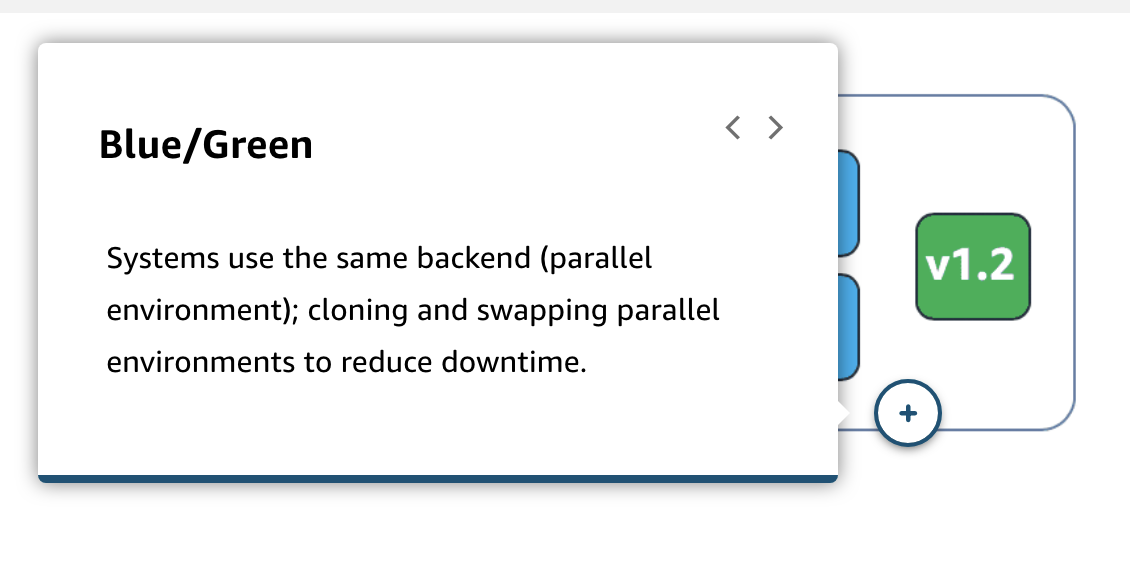 Blue/Green
Systems use the same backend (parallel
environment); cloning and swapping parallel
environments to reduce downtime.
v1.2